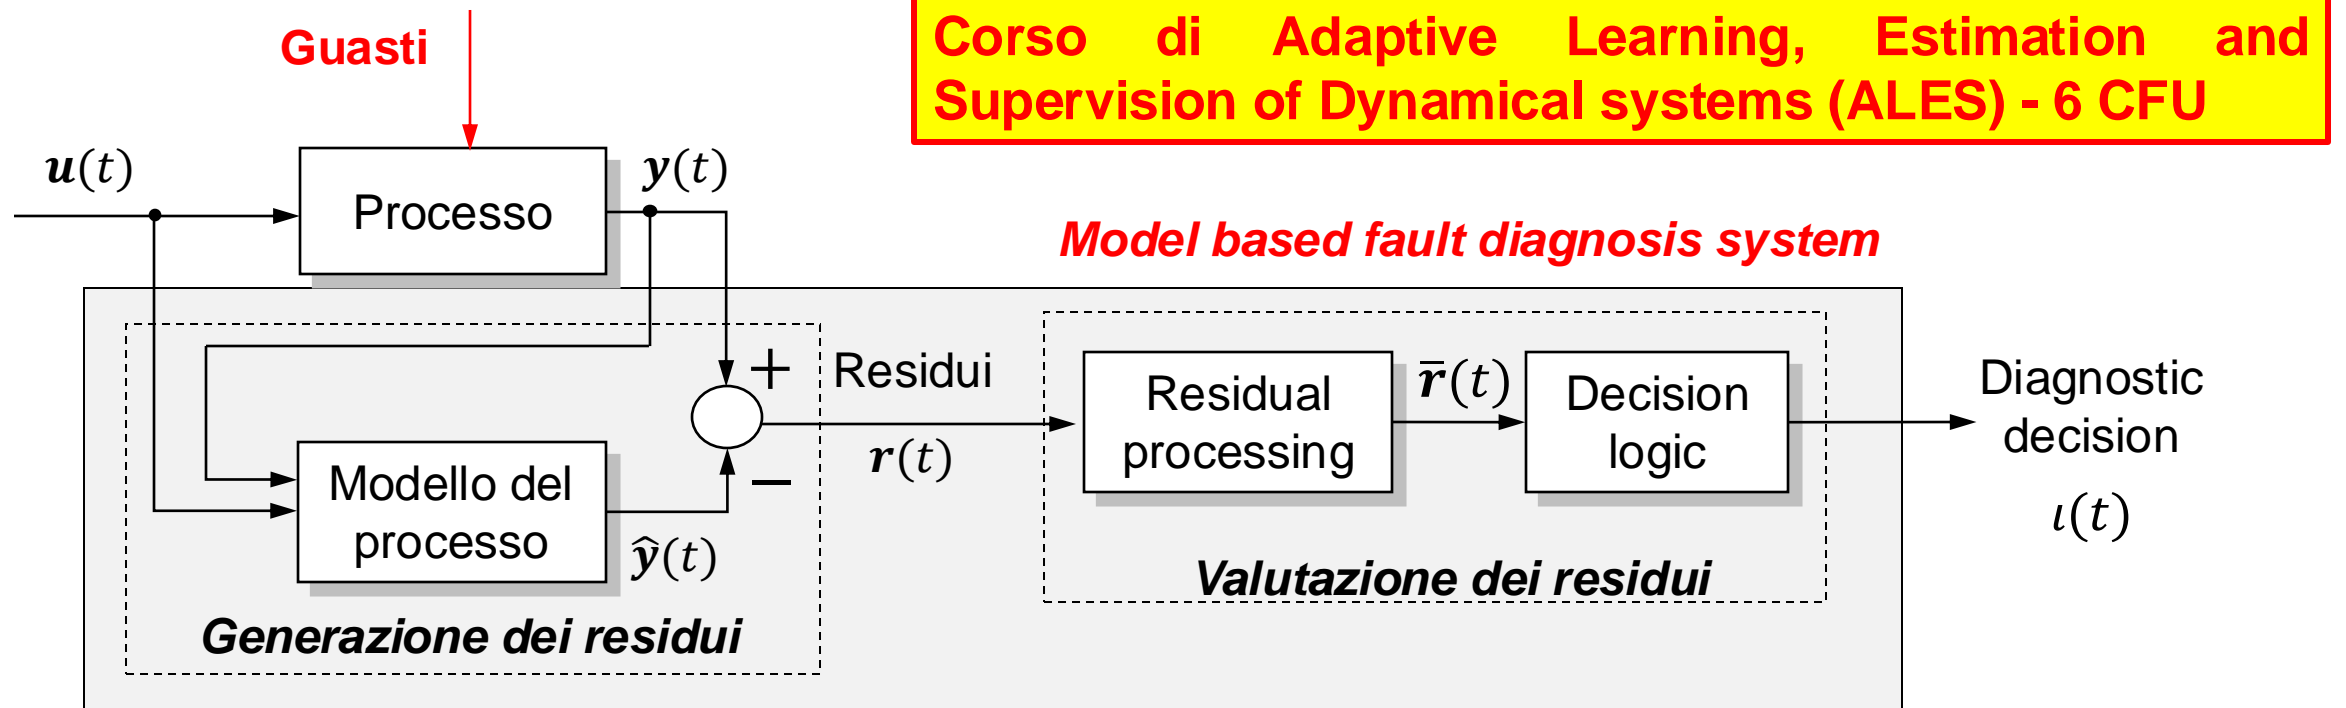 Corso di Adaptive Learning, Estimation and
Supervision of Dynamical systems (ALES) - 6 CFU
Guasti
u(t)
Processo
y(t)
Model based fault diagnosis system
+
Residui
r(t)
−
Modello del
processo
ŷ(t)
Generazione dei residui
Residual
processing
r̅(t)
Decision
logic
Valutazione dei residui
Diagnostic
decision
ι(t)